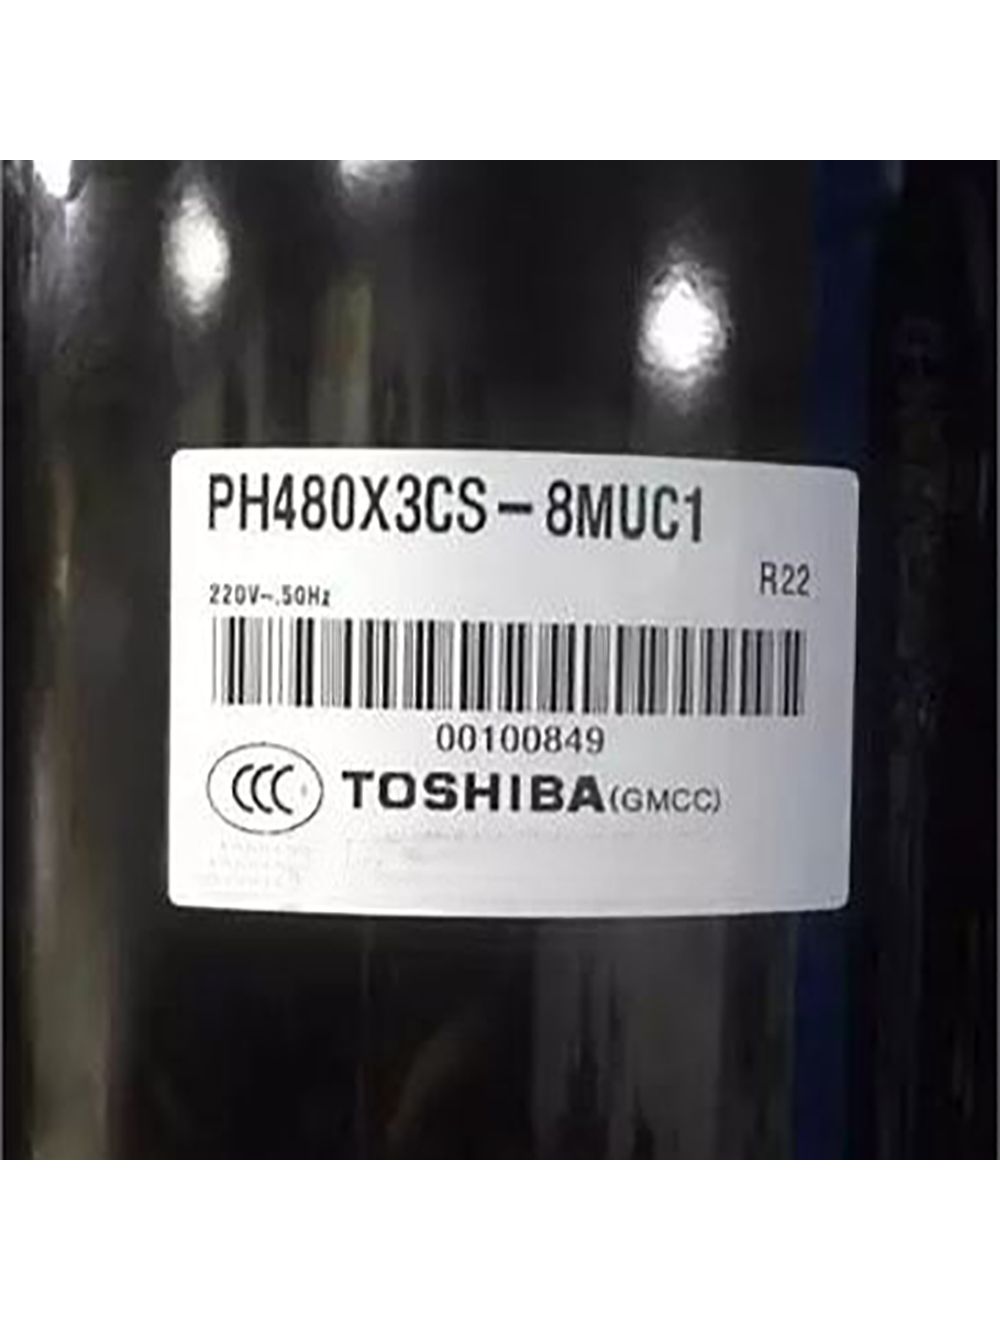 PH480X3CS-8MUC1
R22
220V~.50Hz
00100849
CCC TOSHIBA(GMCC)